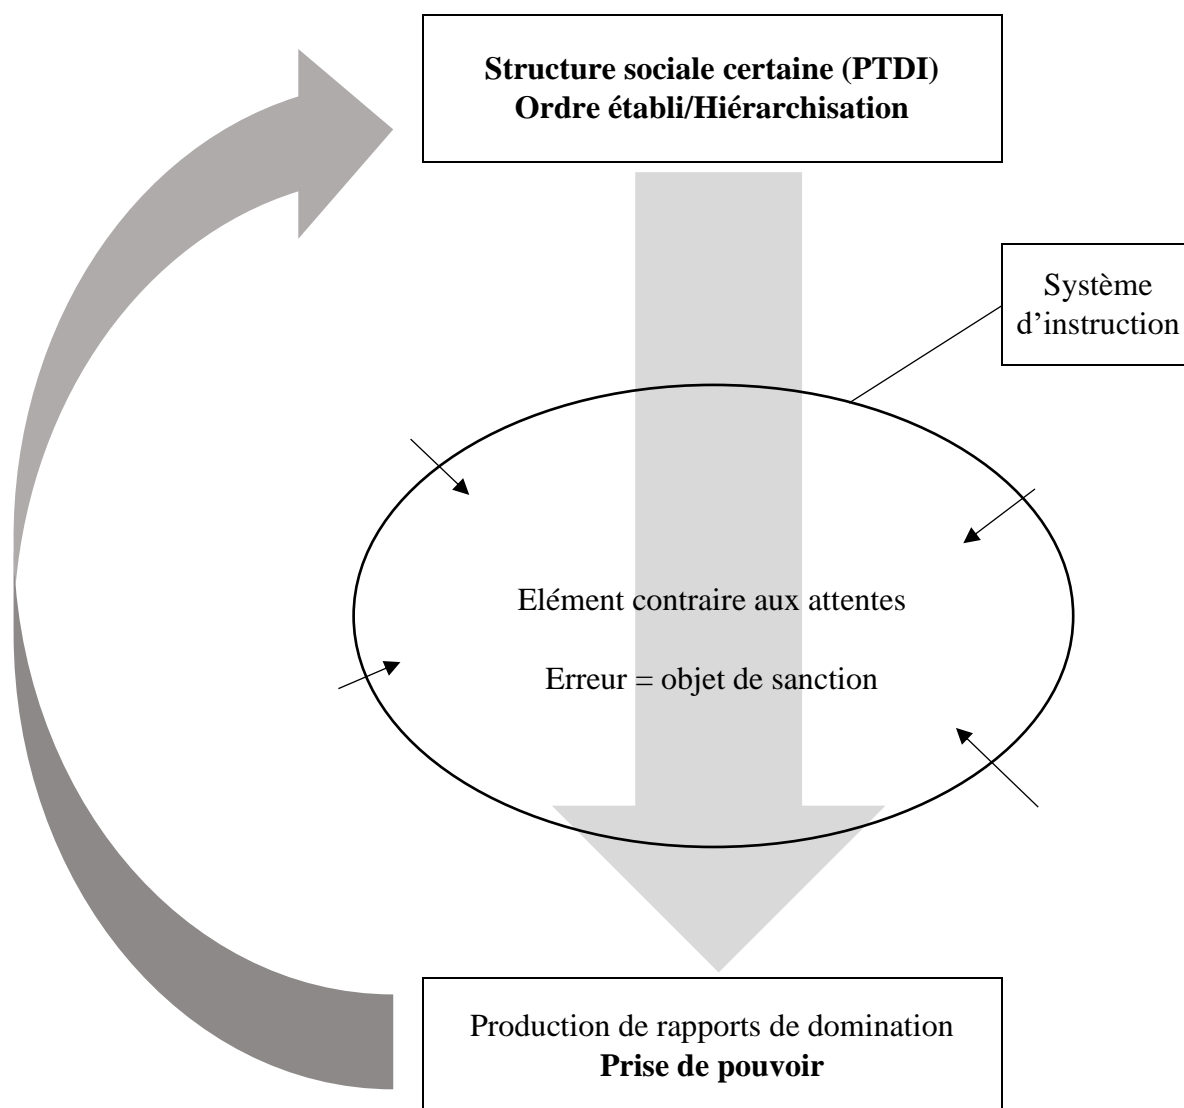 Structure sociale certaine (PTDI)
Ordre établi/Hiérarchisation
Système
d’instruction
Elément contraire aux attentes
Erreur = objet de sanction
Production de rapports de domination
Prise de pouvoir